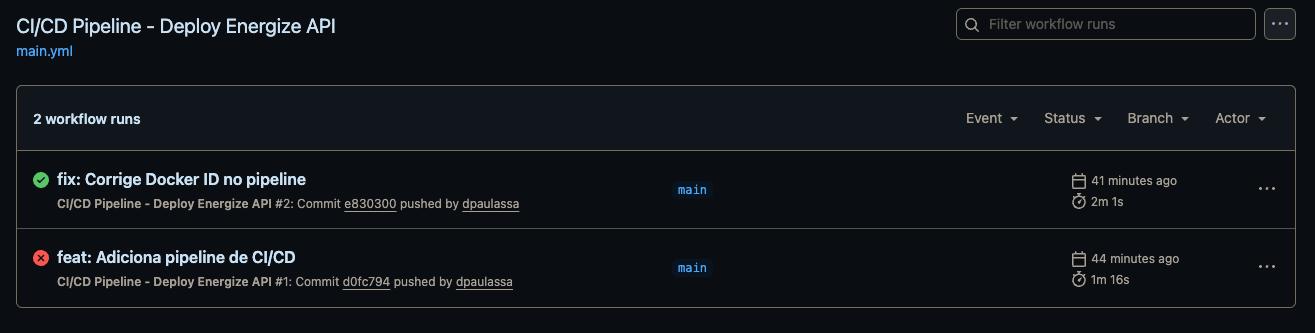 CI/CD Pipeline - Deploy Energize API
main.yml
Filter workflow runs
2 workflow runs
Event
Status
Branch
Actor
fix: Corrige Docker ID no pipeline
CI/CD Pipeline - Deploy Energize API #2: Commit e830300 pushed by dpaulassa
main
41 minutes ago
2m 1s
feat: Adiciona pipeline de CI/CD
CI/CD Pipeline - Deploy Energize API #1: Commit d0fc794 pushed by dpaulassa
main
44 minutes ago
1m 16s